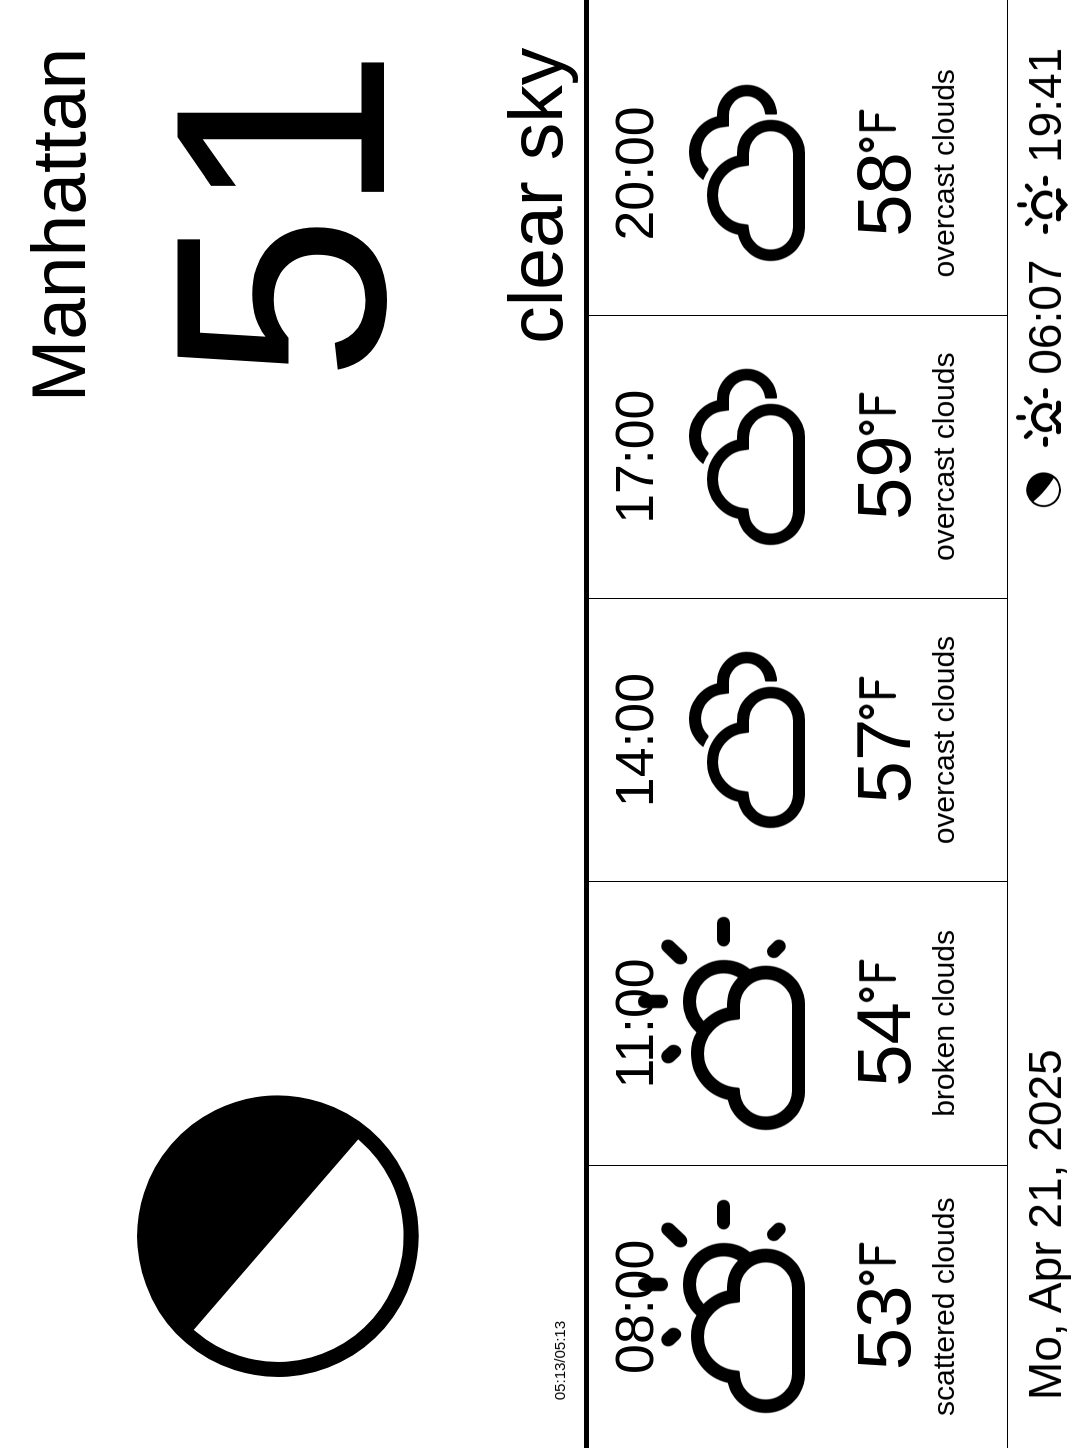 Manhattan
51
clear sky
05:13/05:13
08:00
53°F
scattered clouds
11:00
54°F
broken clouds
14:00
57°F
overcast clouds
17:00
59°F
overcast clouds
20:00
58°F
overcast clouds
Mo, Apr 21, 2025
06:07 19:41